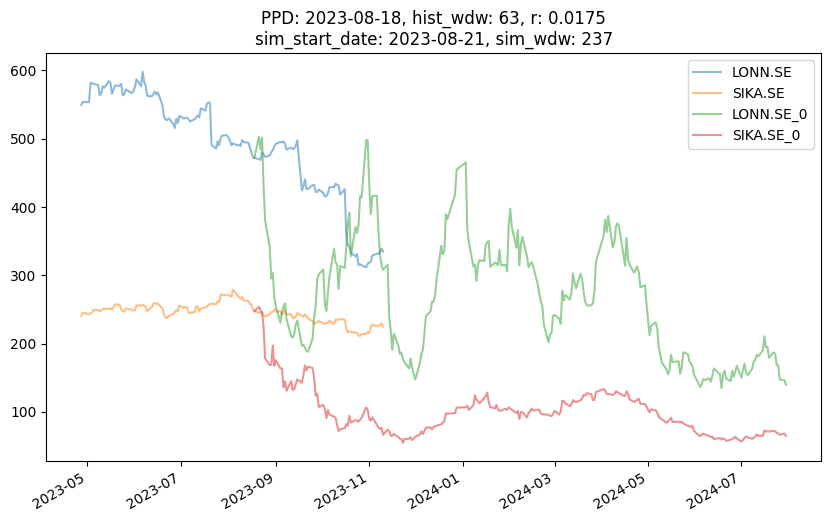 PPD: 2023-08-18, hist_wdw: 63, r: 0.0175
sim_start_date: 2023-08-21, sim_wdw: 237
LONN.SE
SIKA.SE
LONN.SE_0
SIKA.SE_0
600
500
400
300
200
100
2023-05
2023-07
2023-09
2023-11
2024-01
2024-03
2024-05
2024-07